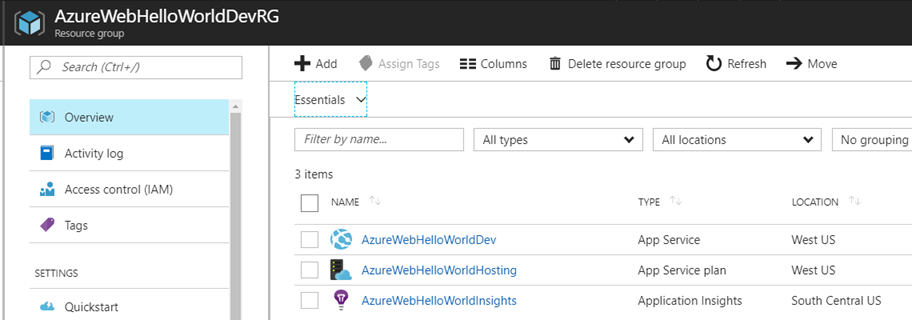 AzureWebHelloWorldDevRG
Resource group
Search (Ctrl+/)
Overview
Activity log
Access control (IAM)
Tags
SETTINGS
Quickstart
Add Assign Tags Columns Delete resource group Refresh Move
Essentials
Filter by name... All types All locations No grouping
3 items
NAME TYPE LOCATION
AzureWebHelloWorldDev App Service West US
AzureWebHelloWorldHosting App Service plan West US
AzureWebHelloWorldInsights Application Insights South Central US